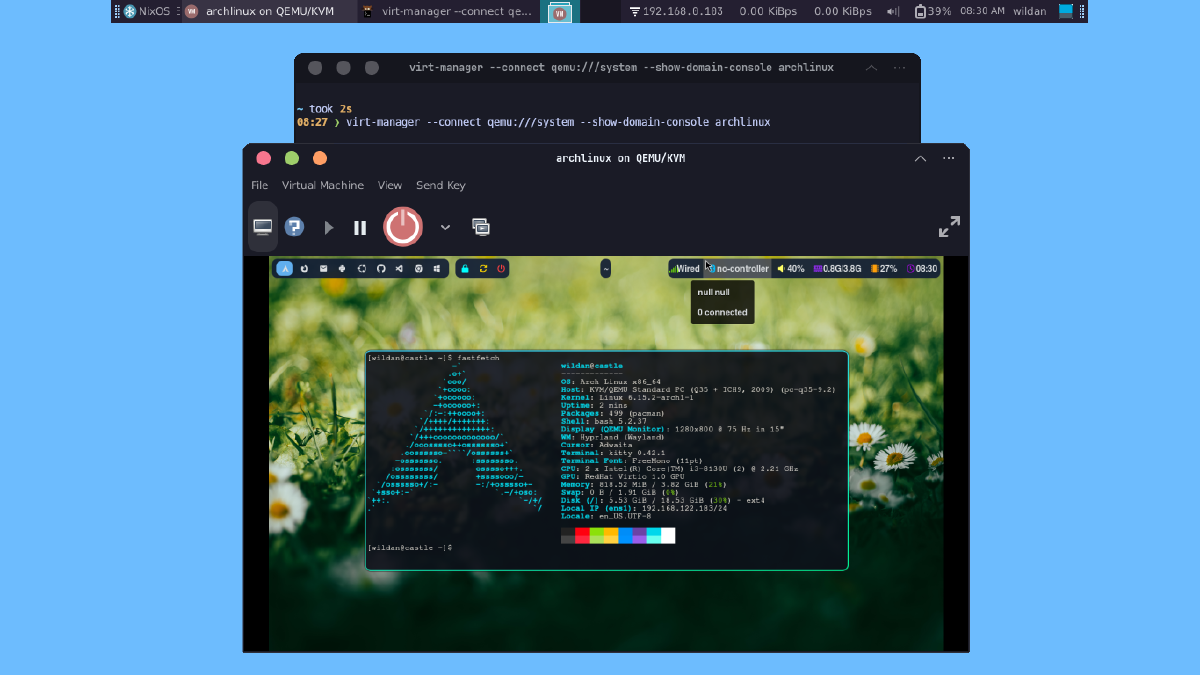 NixOS
archlinux on QEMU/KVM
virt-manager --connect qe...
192.168.0.103 0.00 KiBps 0.00 KiBps 39% 08:30 AM wildan
virt-manager --connect qemu:///system --show-domain-console archlinux
~ took 2s
08:27 ❯ virt-manager --connect qemu:///system --show-domain-console archlinux
archlinux on QEMU/KVM
File Virtual Machine View Send Key
~
Wired no-controller 40% 0.8G/3.8G 27% 08:30
null null
0 connected
[wildan@castle ~]$ fastfetch
wildan@castle
-------------
OS: Arch Linux x86_64
Host: KVM/QEMU Standard PC (Q35 + ICH9, 2009) (pc-q35-9.2)
Kernel: Linux 6.15.2-arch1-1
Uptime: 2 mins
Packages: 499 (pacman)
Shell: bash 5.2.37
Display (QEMU Monitor): 1280x800 @ 75 Hz in 15"
WM: Hyprland (Wayland)
Cursor: Adwaita
Terminal: kitty 0.42.1
Terminal Font: FreeMono (11pt)
CPU: 2 x Intel(R) Core(TM) i3-8130U (2) @ 2.21 GHz
GPU: RedHat Virtio 1.0 GPU
Memory: 818.52 MiB / 3.82 GiB (21%)
Swap: 0 B / 1.91 GiB (0%)
Disk (/): 5.53 GiB / 18.53 GiB (30%) - ext4
Local IP (ens1): 192.168.122.183/24
Locale: en_US.UTF-8
[wildan@castle ~]$